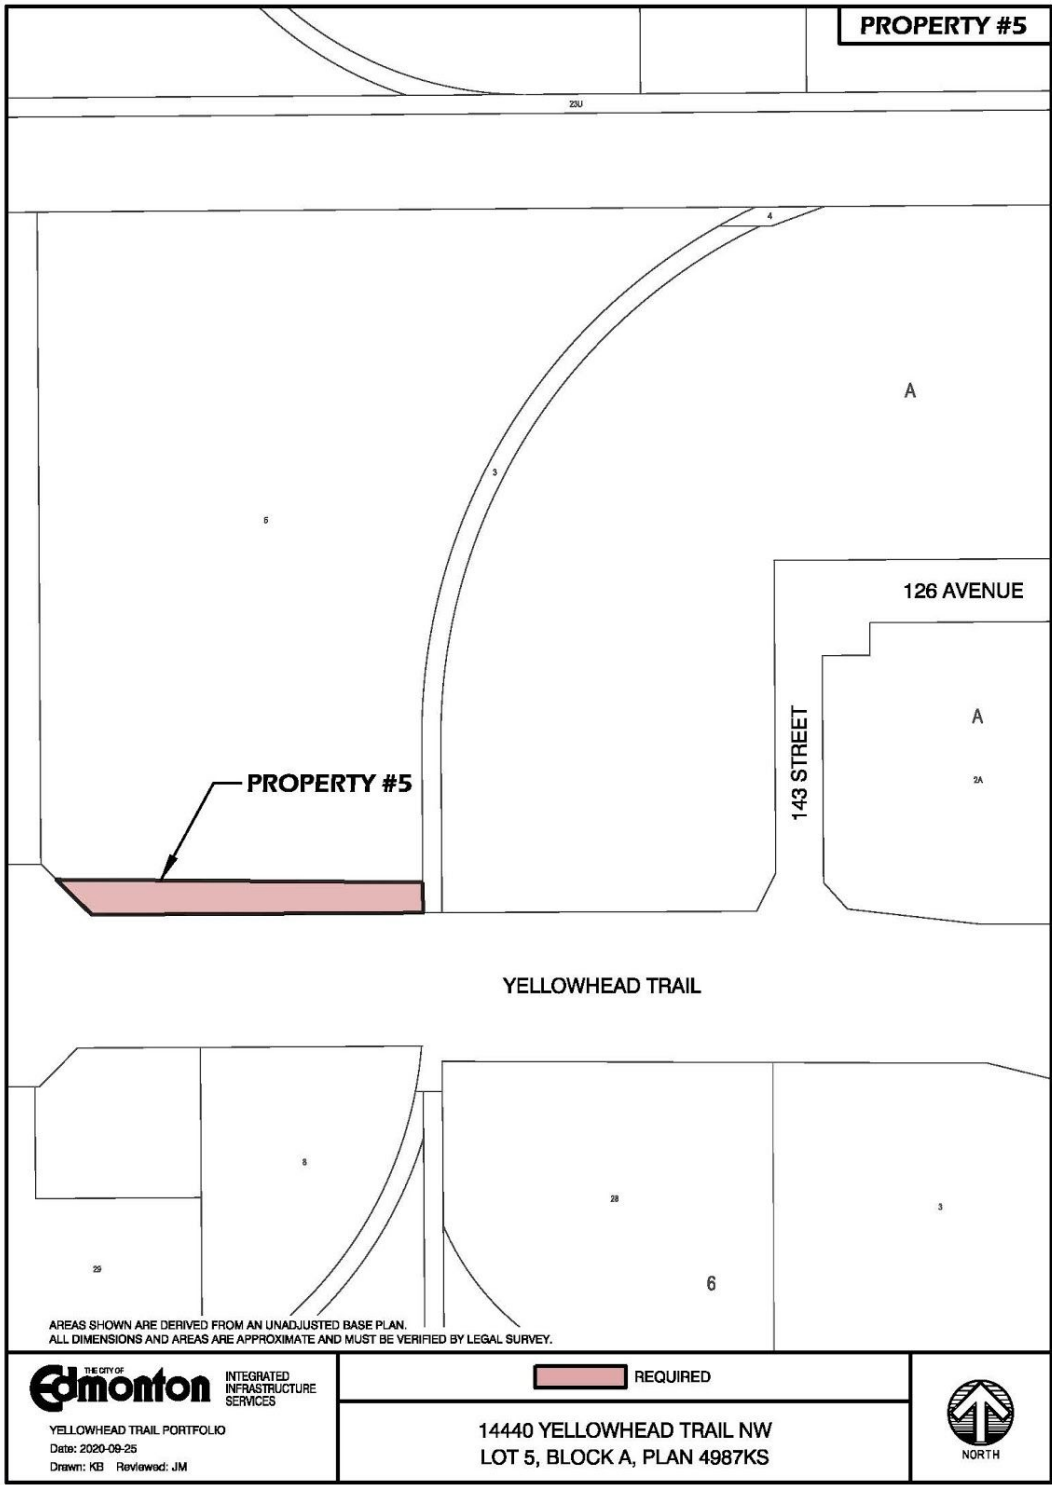 PROPERTY #5
23U
4
A
3
5
126 AVENUE
A
143 STREET
2A
PROPERTY #5
YELLOWHEAD TRAIL
8
28
3
29
6
AREAS SHOWN ARE DERIVED FROM AN UNADJUSTED BASE PLAN.
ALL DIMENSIONS AND AREAS ARE APPROXIMATE AND MUST BE VERIFIED BY LEGAL SURVEY.
THE CITY OF
Edmonton
INTEGRATED
INFRASTRUCTURE
SERVICES
YELLOWHEAD TRAIL PORTFOLIO
Date: 2020-09-25
Drawn: KB Reviewed: JM
REQUIRED
14440 YELLOWHEAD TRAIL NW
LOT 5, BLOCK A, PLAN 4987KS
NORTH